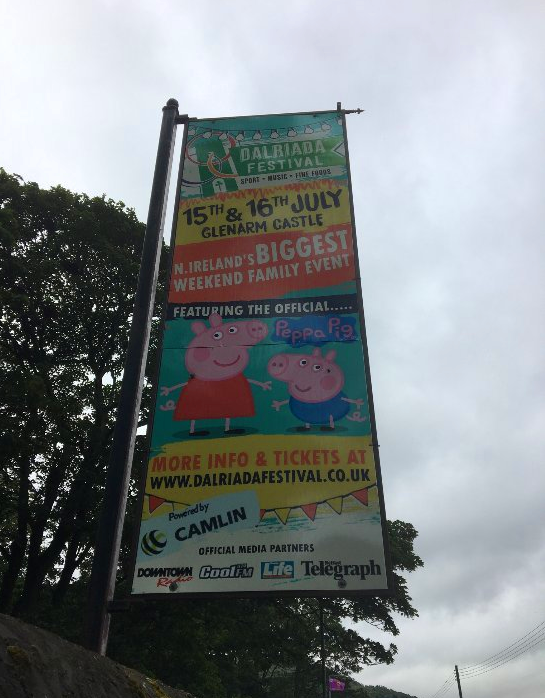 DALRIADA
FESTIVAL
SPORT • MUSIC • FINE FOODS
15TH & 16TH JULY
GLENARM CASTLE
N.IRELAND'S BIGGEST
WEEKEND FAMILY EVENT
FEATURING THE OFFICIAL.....
Peppa Pig
MORE INFO & TICKETS AT
WWW.DALRIADAFESTIVAL.CO.UK
Powered by
CAMLIN
OFFICIAL MEDIA PARTNERS
DOWNTOWN Radio Cool FM Life Telegraph